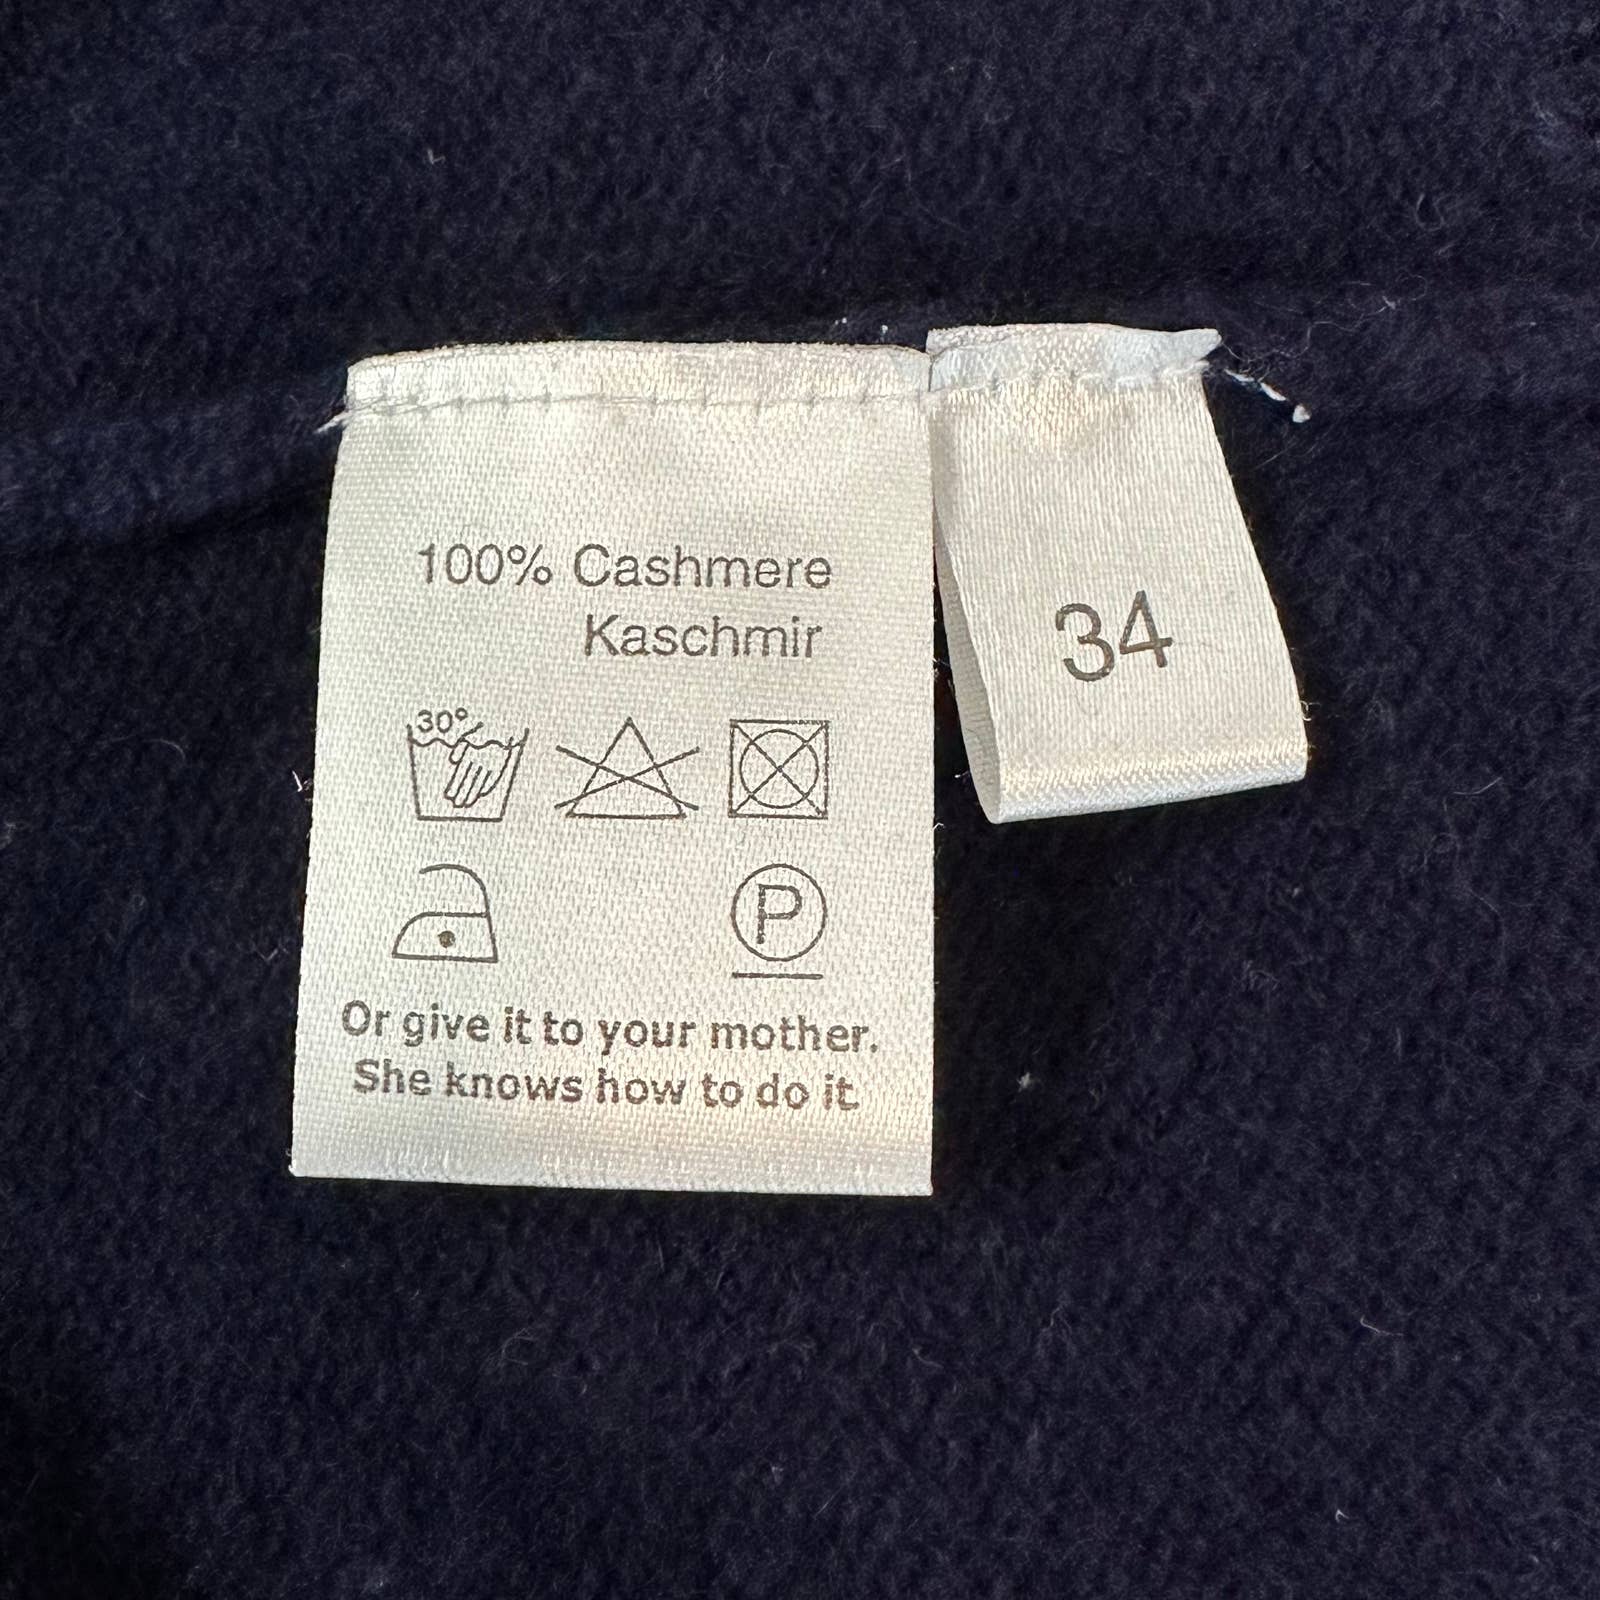 100% Cashmere
Kaschmir
30°
P
Or give it to your mother.
She knows how to do it.
34